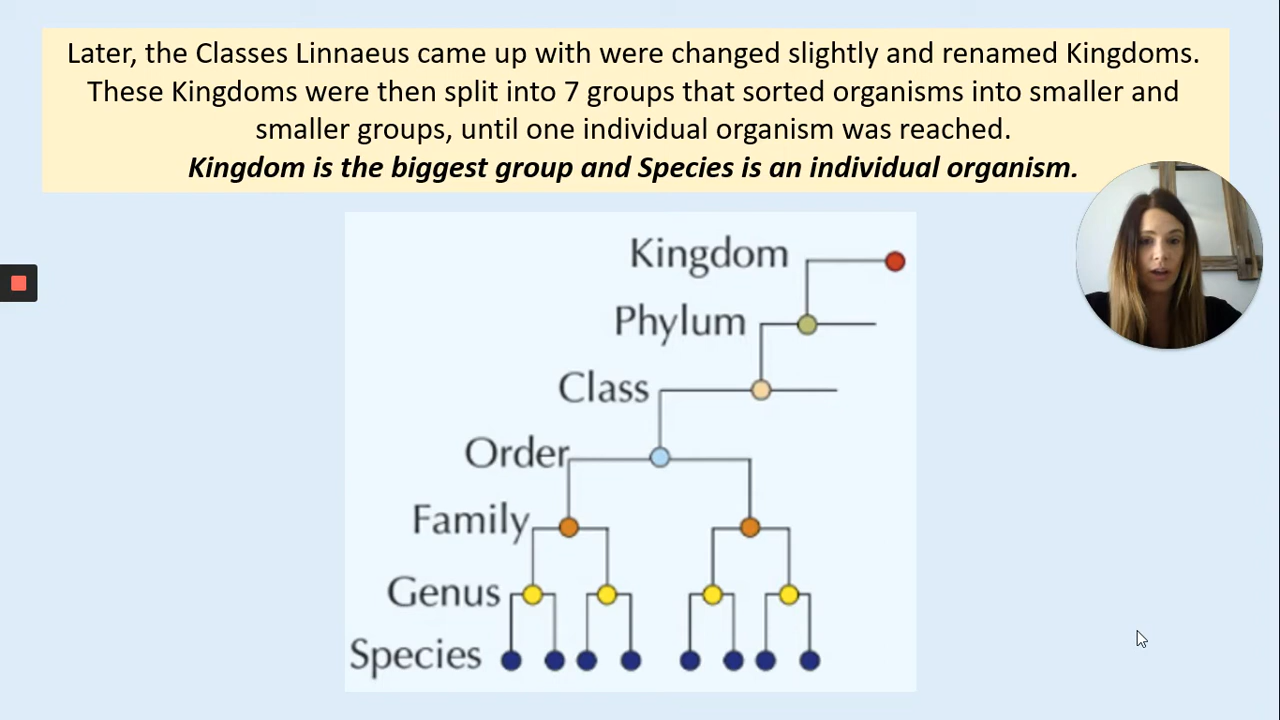 Later, the Classes Linnaeus came up with were changed slightly and renamed Kingdoms.
These Kingdoms were then split into 7 groups that sorted organisms into smaller and
smaller groups, until one individual organism was reached.
Kingdom is the biggest group and Species is an individual organism.
Kingdom
Phylum
Class
Order
Family
Genus
Species